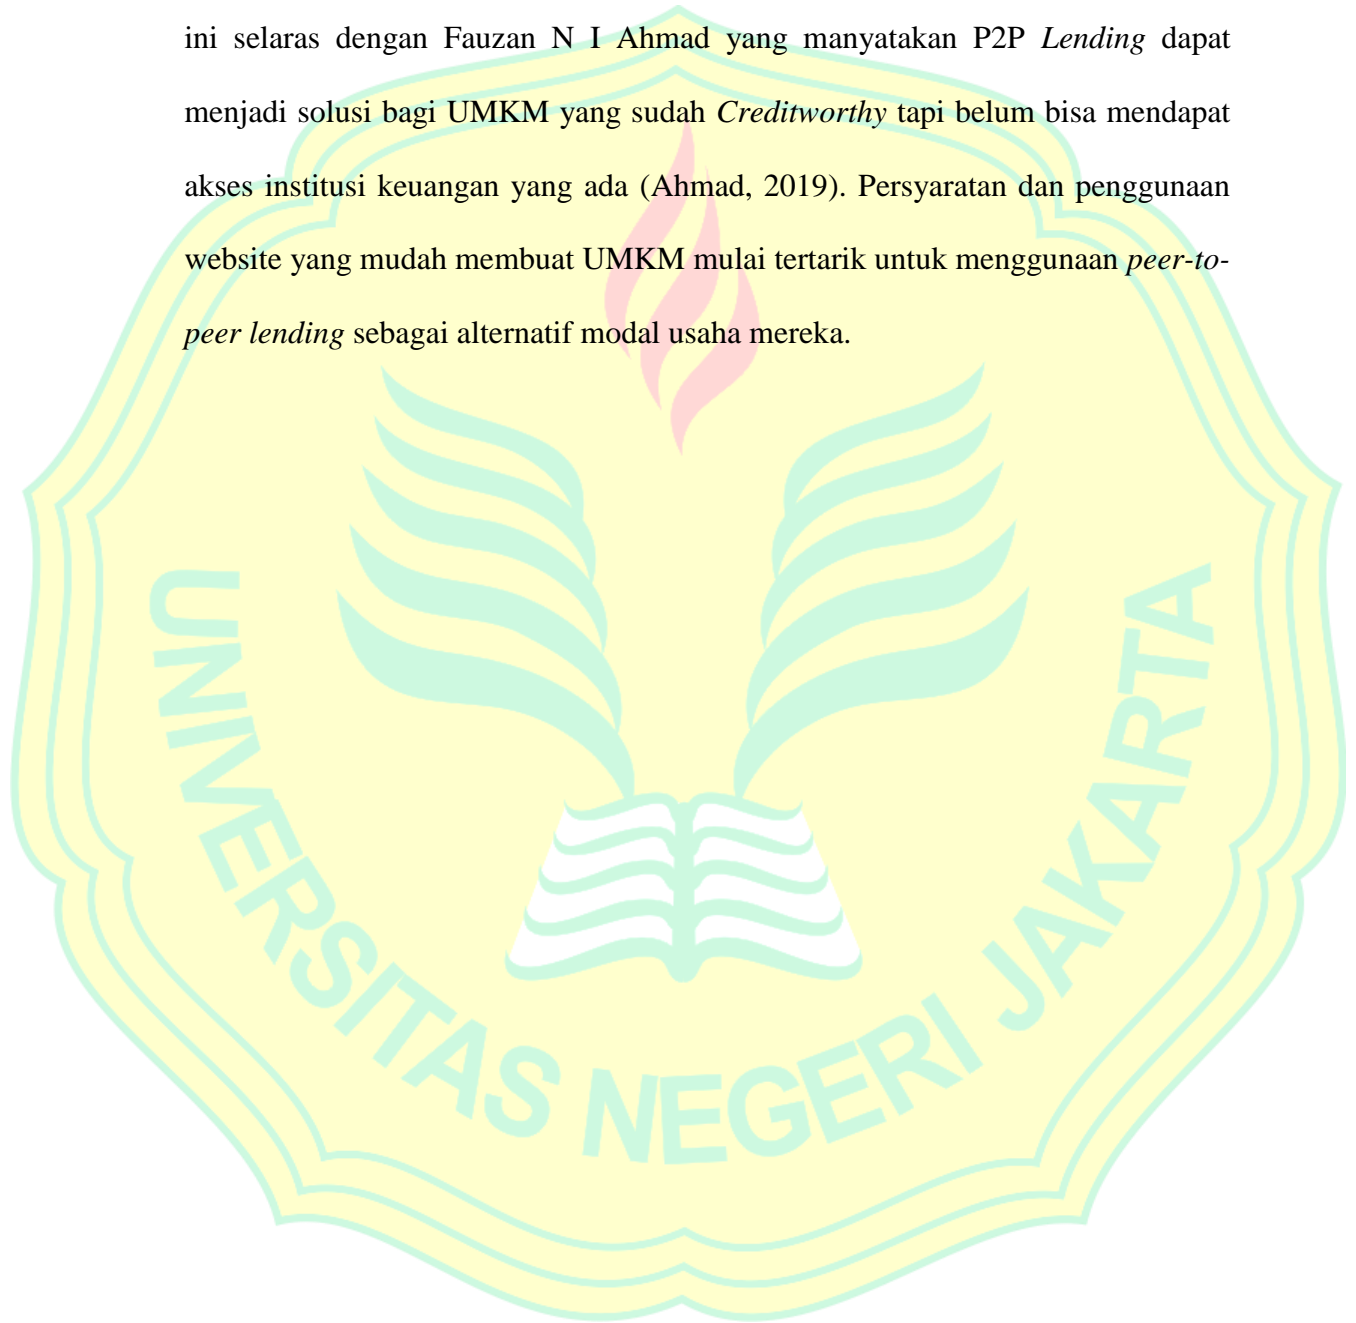 ini selaras dengan Fauzan N I Ahmad yang manyatakan P2P Lending dapat
menjadi solusi bagi UMKM yang sudah Creditworthy tapi belum bisa mendapat
akses institusi keuangan yang ada (Ahmad, 2019). Persyaratan dan penggunaan
website yang mudah membuat UMKM mulai tertarik untuk menggunaan peer-to-
peer lending sebagai alternatif modal usaha mereka.
UNIVERSITAS NEGERI JAKARTA